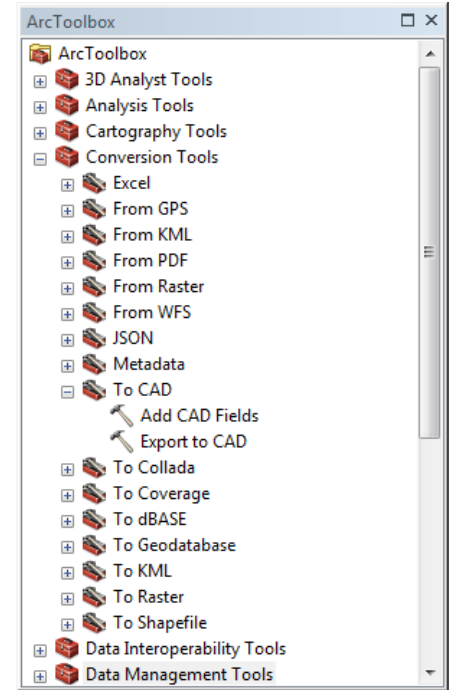 ArcToolbox
ArcToolbox
3D Analyst Tools
Analysis Tools
Cartography Tools
Conversion Tools
Excel
From GPS
From KML
From PDF
From Raster
From WFS
JSON
Metadata
To CAD
Add CAD Fields
Export to CAD
To Collada
To Coverage
To dBASE
To Geodatabase
To KML
To Raster
To Shapefile
Data Interoperability Tools
Data Management Tools